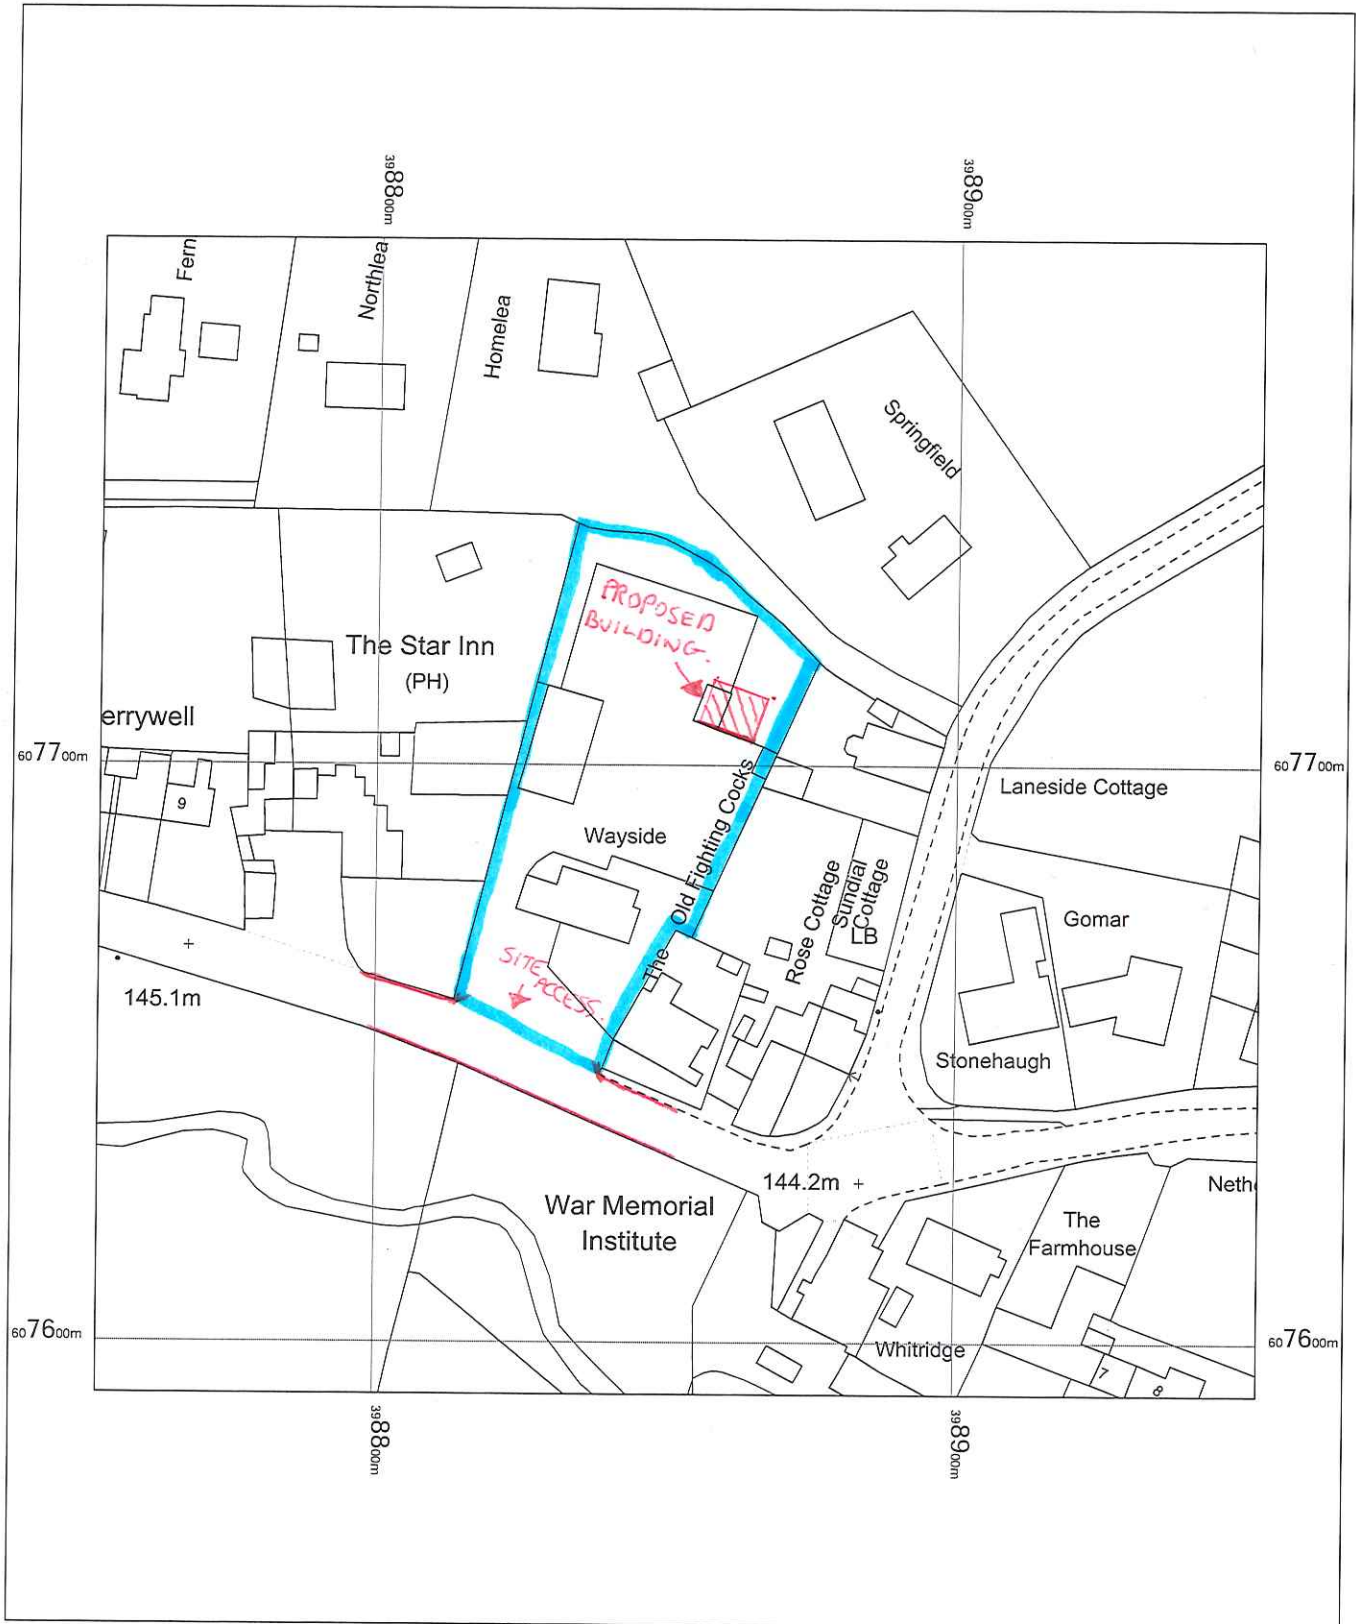 398800m
398900m
Fern
Northlea
Homelea
Springfield
PROPOSED
BUILDING.
The Star Inn
(PH)
errywell
607700m
607700m
9
Laneside Cottage
Wayside
The Old Fighting Cocks
Rose Cottage
Sundial
Cottage
LB
Gomar
SITE
ACCESS.
145.1m
Stonehaugh
144.2m
War Memorial
Institute
Neth
The
Farmhouse
607600m
607600m
Whitridge
7
8
398800m
398900m